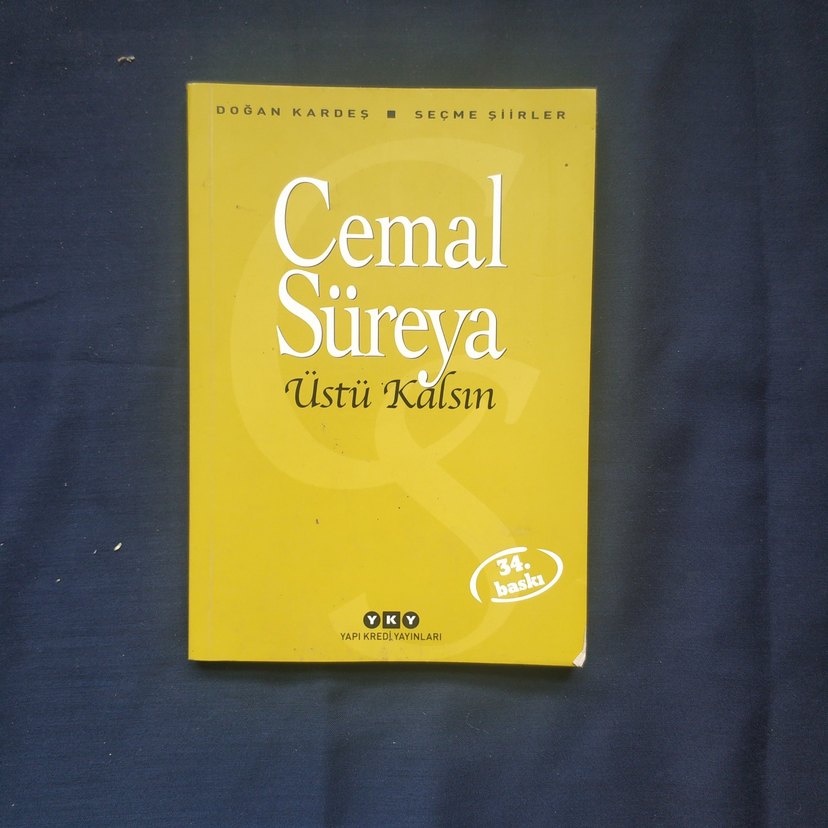 DOĞAN KARDEŞ ■ SEÇME ŞİİRLER
Cemal
Süreya
Üstü Kalsın
34.
baskı
YKY
YAPI KREDİ YAYINLARI